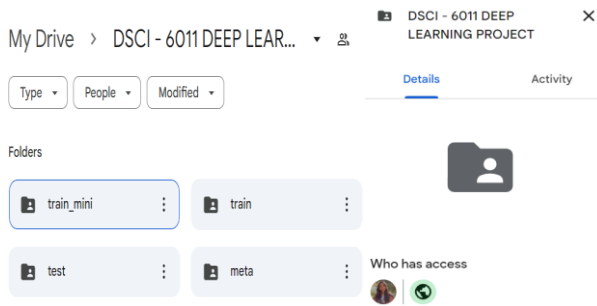 My Drive > DSCI - 6011 DEEP LEAR...
Type People Modified
Folders
train_mini train
test meta
DSCI - 6011 DEEP
LEARNING PROJECT
Details Activity
Who has access